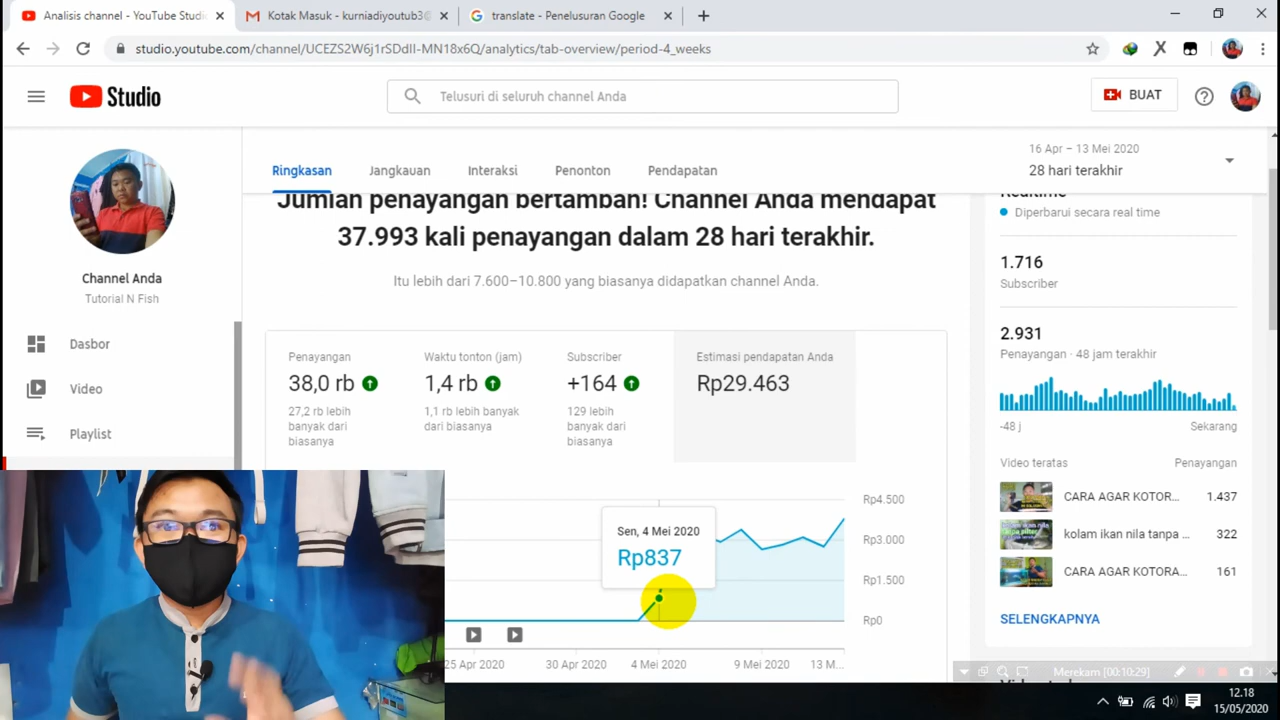 Analisis channel - YouTube Studi
Kotak Masuk - kurniadiyoutub3@
translate - Penelusuran Google
studio.youtube.com/channel/UCEZS2W6j1rSDdII-MN18x6Q/analytics/tab-overview/period-4_weeks
Studio
Telusuri di seluruh channel Anda
BUAT
Channel Anda
Tutorial N Fish
Dasbor
Video
Playlist
Ringkasan
Jangkauan
Interaksi
Penonton
Pendapatan
16 Apr – 13 Mei 2020
28 hari terakhir
Jumlah penayangan bertambah! Channel Anda mendapat
37.993 kali penayangan dalam 28 hari terakhir.
Itu lebih dari 7.600–10.800 yang biasanya didapatkan channel Anda.
Penayangan
38,0 rb
27,2 rb lebih
banyak dari
biasanya
Waktu tonton (jam)
1,4 rb
1,1 rb lebih banyak
dari biasanya
Subscriber
+164
129 lebih
banyak dari
biasanya
Estimasi pendapatan Anda
Rp29.463
Sen, 4 Mei 2020
Rp837
Rp4.500
Rp3.000
Rp1.500
Rp0
25 Apr 2020
30 Apr 2020
4 Mei 2020
9 Mei 2020
13 M...
Realtime
Diperbarui secara real time
1.716
Subscriber
2.931
Penayangan · 48 jam terakhir
-48 j
Sekarang
Video teratas
Penayangan
CARA AGAR KOTOR...
1.437
kolam ikan nila tanpa ...
322
CARA AGAR KOTORA...
161
SELENGKAPNYA
Merekam [00:10:29]
12.18
15/05/2020